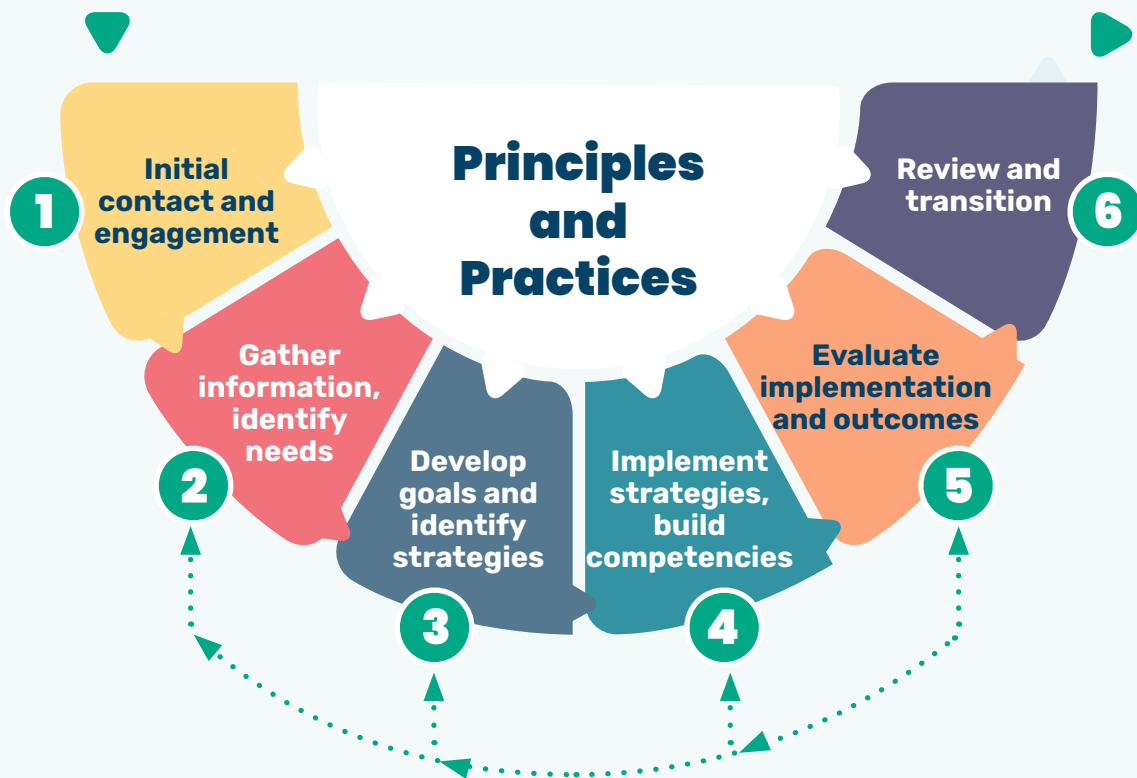 Principles
and
Practices
1
Initial
contact and
engagement
2
Gather
information,
identify
needs
3
Develop
goals and
identify
strategies
4
Implement
strategies,
build
competencies
5
Evaluate
implementation
and outcomes
6
Review and
transition